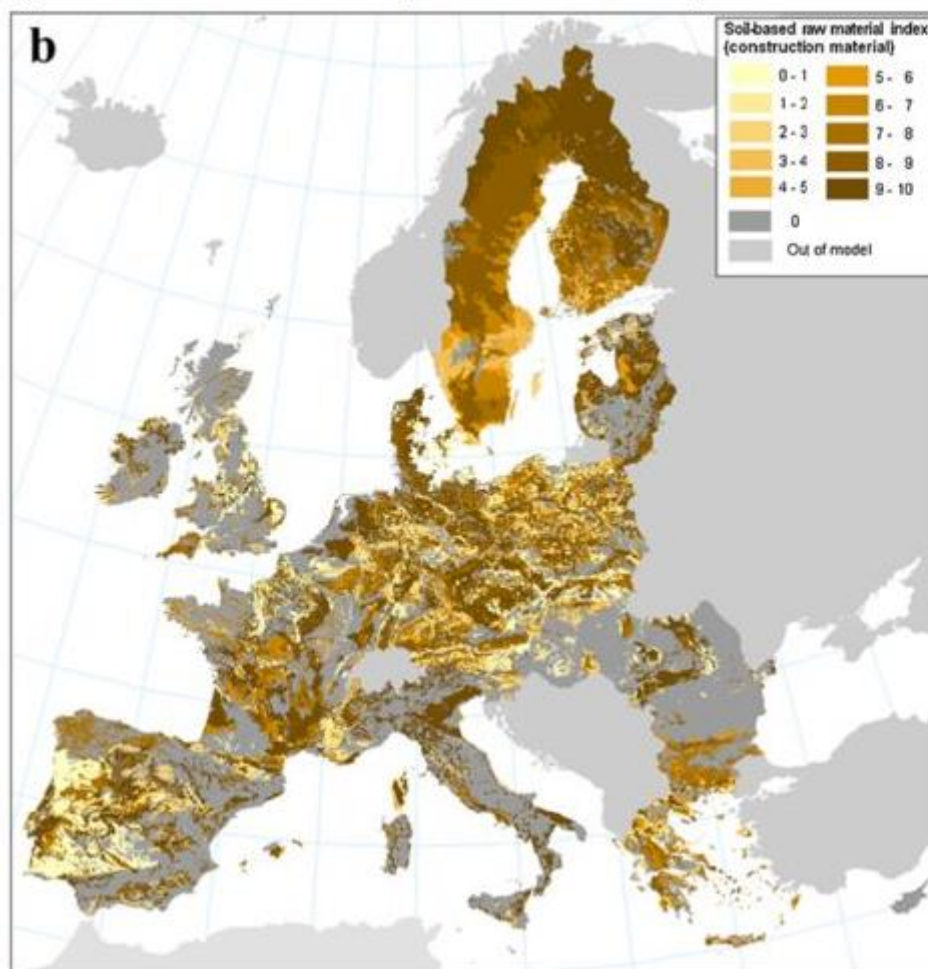 b
Soil-based raw material index
(construction material)
0 - 1 5 - 6
1 - 2 6 - 7
2 - 3 7 - 8
3 - 4 8 - 9
4 - 5 9 - 10
0
Out of model